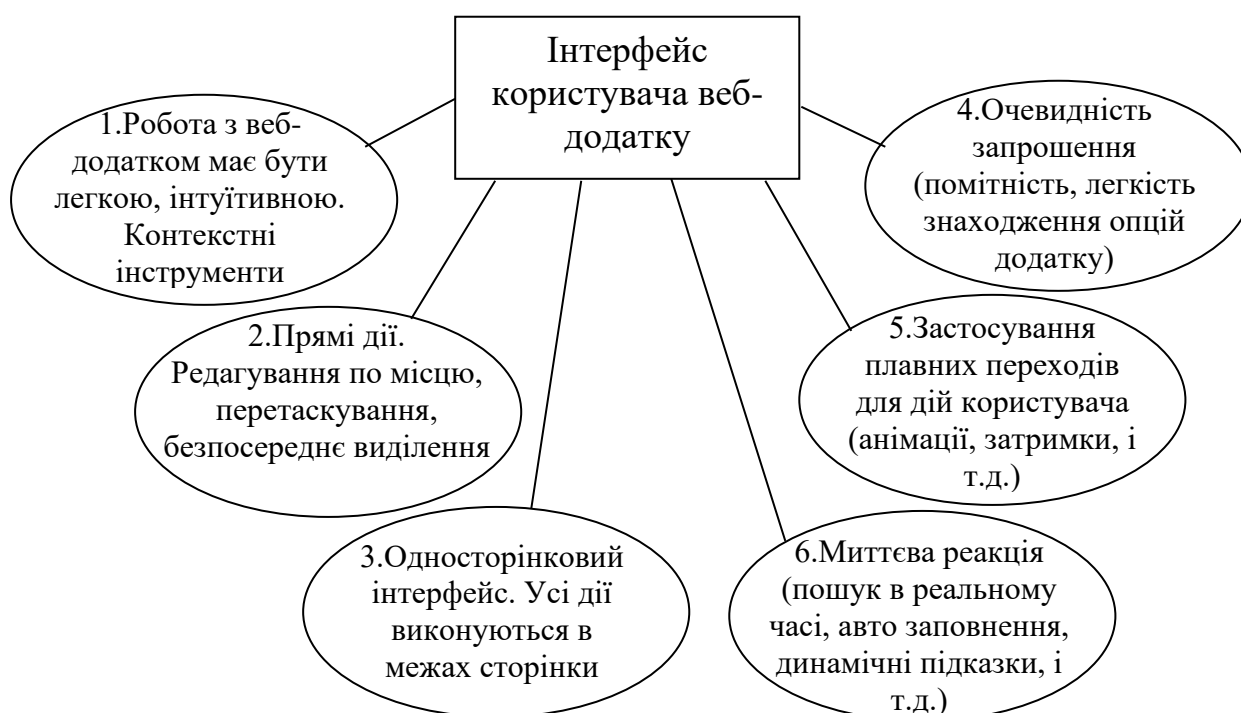 Інтерфейс
користувача веб-
додатку
1.Робота з веб-
додатком має бути
легкою, інтуїтивною.
Контекстні
інструменти
2.Прямі дії.
Редагування по місцю,
перетаскування,
безпосереднє виділення
3.Односторінковий
інтерфейс. Усі дії
виконуються в
межах сторінки
4.Очевидність
запрошення
(помітність, легкість
знаходження опцій
додатку)
5.Застосування
плавних переходів
для дій користувача
(анімації, затримки, і
т.д.)
6.Миттєва реакція
(пошук в реальному
часі, авто заповнення,
динамічні підказки, і
т.д.)